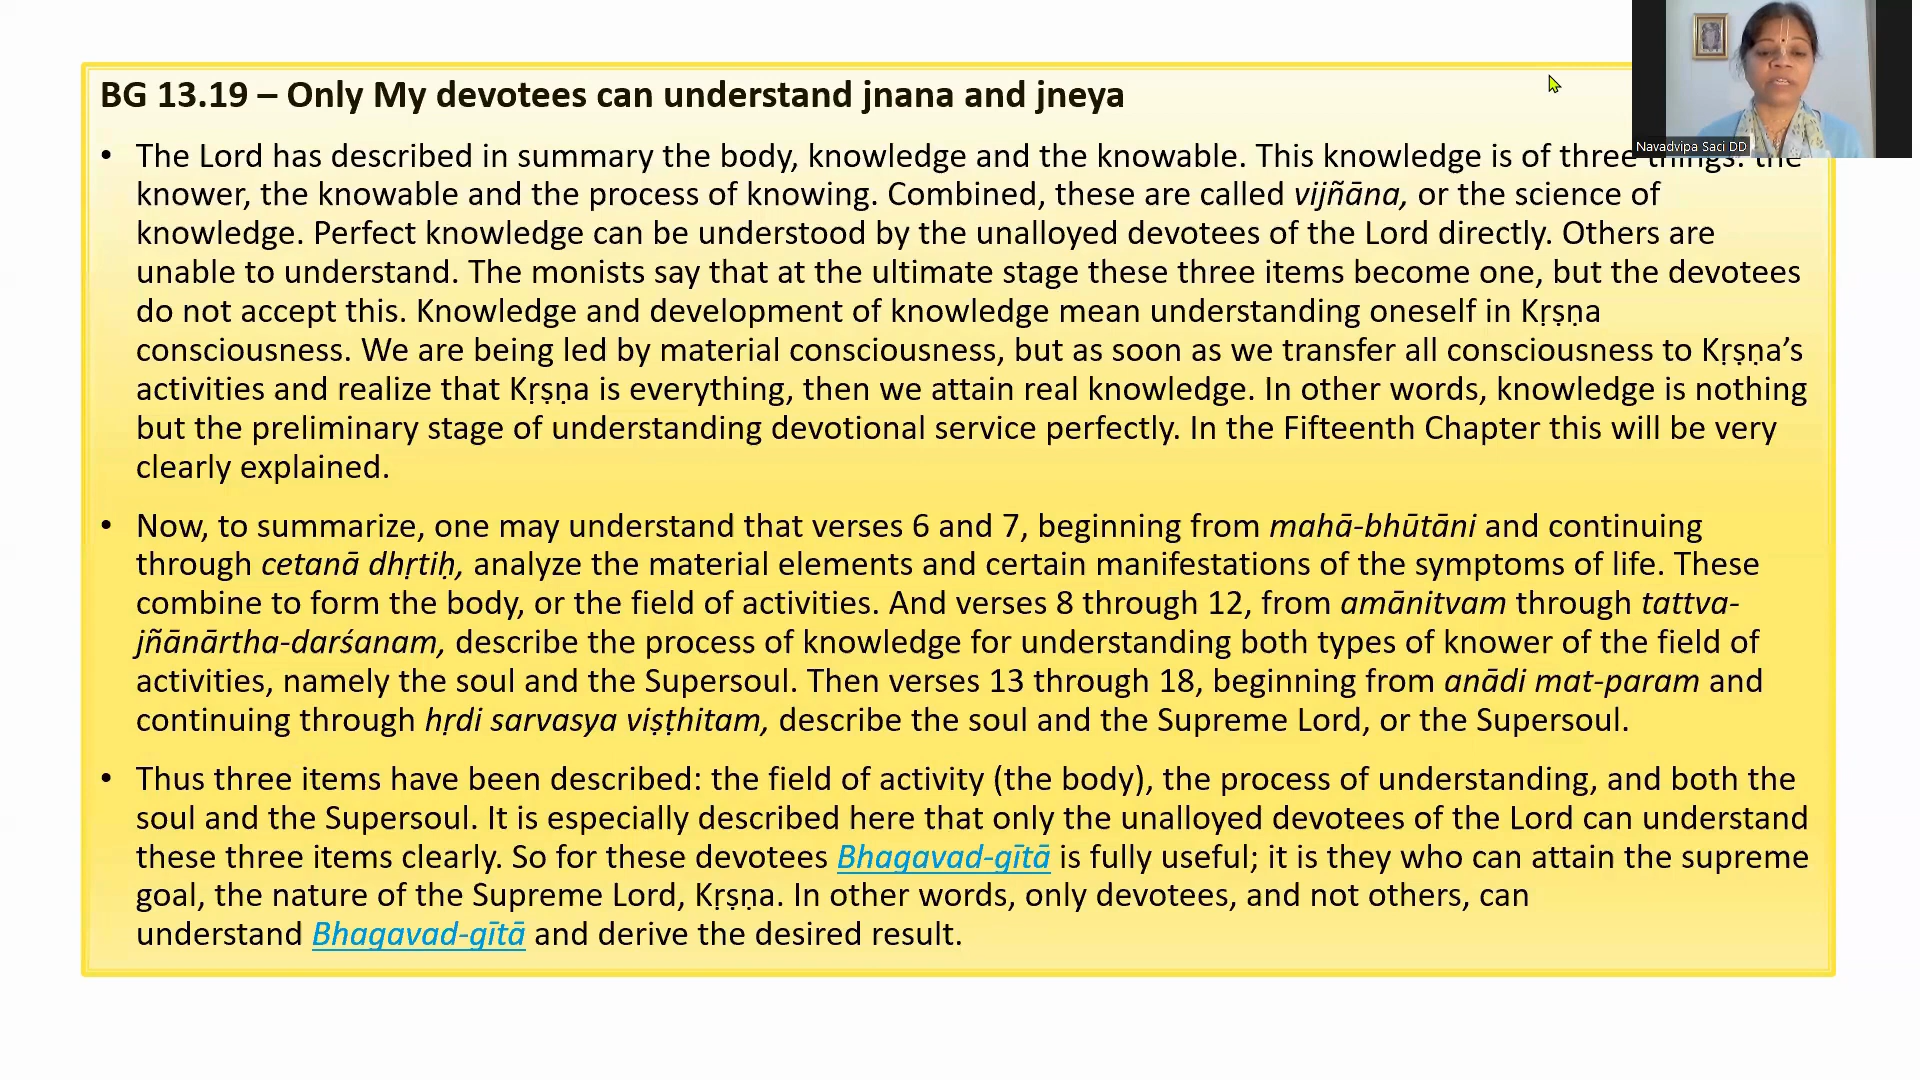 BG 13.19 – Only My devotees can understand jnana and jneya
• The Lord has described in summary the body, knowledge and the knowable. This knowledge is of three things: the
Navadvipa Saci DD
knower, the knowable and the process of knowing. Combined, these are called vijñāna, or the science of
knowledge. Perfect knowledge can be understood by the unalloyed devotees of the Lord directly. Others are
unable to understand. The monists say that at the ultimate stage these three items become one, but the devotees
do not accept this. Knowledge and development of knowledge mean understanding oneself in Kṛṣṇa
consciousness. We are being led by material consciousness, but as soon as we transfer all consciousness to Kṛṣṇa’s
activities and realize that Kṛṣṇa is everything, then we attain real knowledge. In other words, knowledge is nothing
but the preliminary stage of understanding devotional service perfectly. In the Fifteenth Chapter this will be very
clearly explained.
• Now, to summarize, one may understand that verses 6 and 7, beginning from mahā-bhūtāni and continuing
through cetanā dhṛtiḥ, analyze the material elements and certain manifestations of the symptoms of life. These
combine to form the body, or the field of activities. And verses 8 through 12, from amānitvam through tattva-
jñānārtha-darśanam, describe the process of knowledge for understanding both types of knower of the field of
activities, namely the soul and the Supersoul. Then verses 13 through 18, beginning from anādi mat-param and
continuing through hṛdi sarvasya viṣṭhitam, describe the soul and the Supreme Lord, or the Supersoul.
• Thus three items have been described: the field of activity (the body), the process of understanding, and both the
soul and the Supersoul. It is especially described here that only the unalloyed devotees of the Lord can understand
these three items clearly. So for these devotees Bhagavad-gītā is fully useful; it is they who can attain the supreme
goal, the nature of the Supreme Lord, Kṛṣṇa. In other words, only devotees, and not others, can
understand Bhagavad-gītā and derive the desired result.